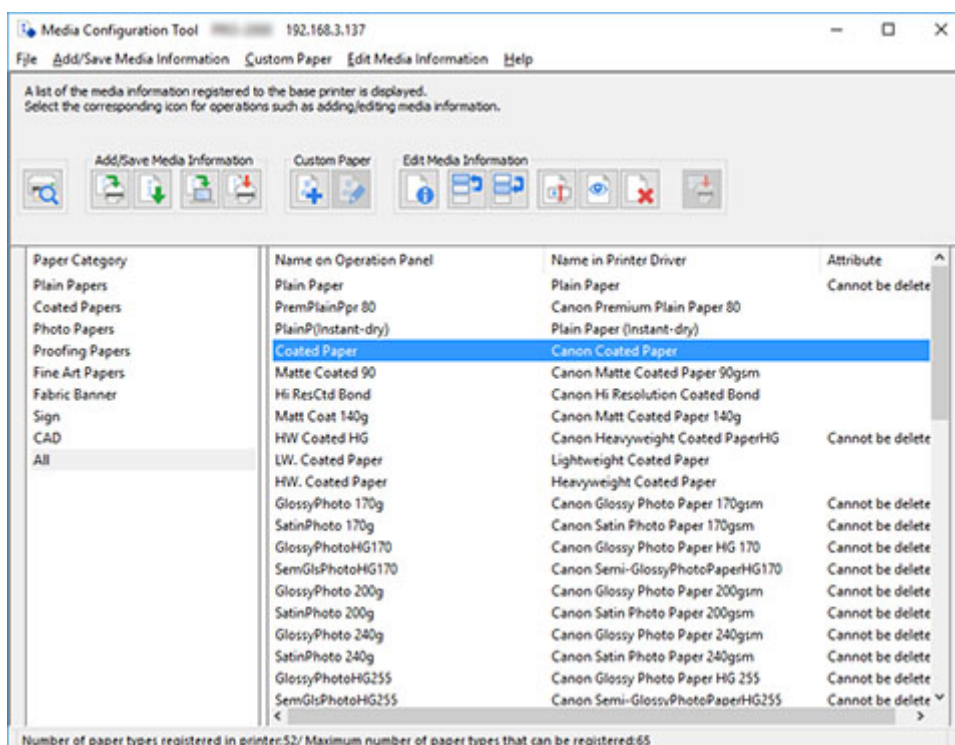 Media Configuration Tool 192.168.3.137
File Add/Save Media Information Custom Paper Edit Media Information Help
A list of the media information registered to the base printer is displayed.
Select the corresponding icon for operations such as adding/editing media information.
Add/Save Media Information Custom Paper Edit Media Information
Paper Category
Plain Papers
Coated Papers
Photo Papers
Proofing Papers
Fine Art Papers
Fabric Banner
Sign
CAD
All
Name on Operation Panel Name in Printer Driver Attribute
Plain Paper Plain Paper Cannot be delete
PremPlainPpr 80 Canon Premium Plain Paper 80
PlainP(Instant-dry) Plain Paper (Instant-dry)
Coated Paper Canon Coated Paper
Matte Coated 90 Canon Matte Coated Paper 90gsm
Hi ResCtd Bond Canon Hi Resolution Coated Bond
Matt Coat 140g Canon Matt Coated Paper 140g
HW Coated HG Canon Heavyweight Coated PaperHG Cannot be delete
LW. Coated Paper Lightweight Coated Paper
HW. Coated Paper Heavyweight Coated Paper
GlossyPhoto 170g Canon Glossy Photo Paper 170gsm Cannot be delete
SatinPhoto 170g Canon Satin Photo Paper 170gsm Cannot be delete
GlossyPhotoHG170 Canon Glossy Photo Paper HG 170 Cannot be delete
SemGlsPhotoHG170 Canon Semi-GlossyPhotoPaperHG170 Cannot be delete
GlossyPhoto 200g Canon Glossy Photo Paper 200gsm Cannot be delete
SatinPhoto 200g Canon Satin Photo Paper 200gsm Cannot be delete
GlossyPhoto 240g Canon Glossy Photo Paper 240gsm Cannot be delete
SatinPhoto 240g Canon Satin Photo Paper 240gsm Cannot be delete
GlossyPhotoHG255 Canon Glossy Photo Paper HG 255 Cannot be delete
SemGlsPhotoHG255 Canon Semi-GlossyPhotoPaperHG255 Cannot be delete
Number of paper types registered in printer:52/ Maximum number of paper types that can be registered:65